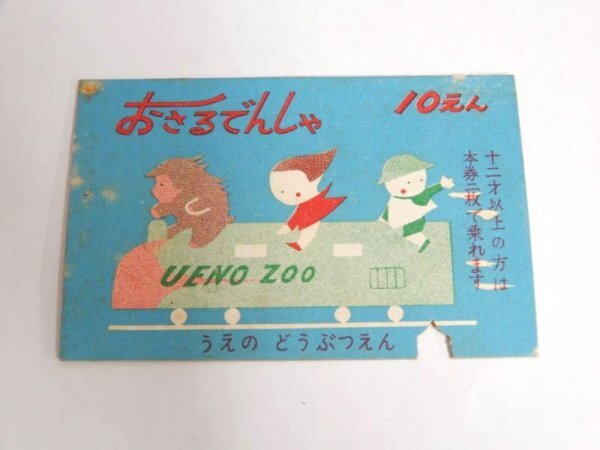 おさるでんしゃ
10えん
十二才以上の方は
本券二枚で乗れます
UENO ZOO
うえの どうぶつえん